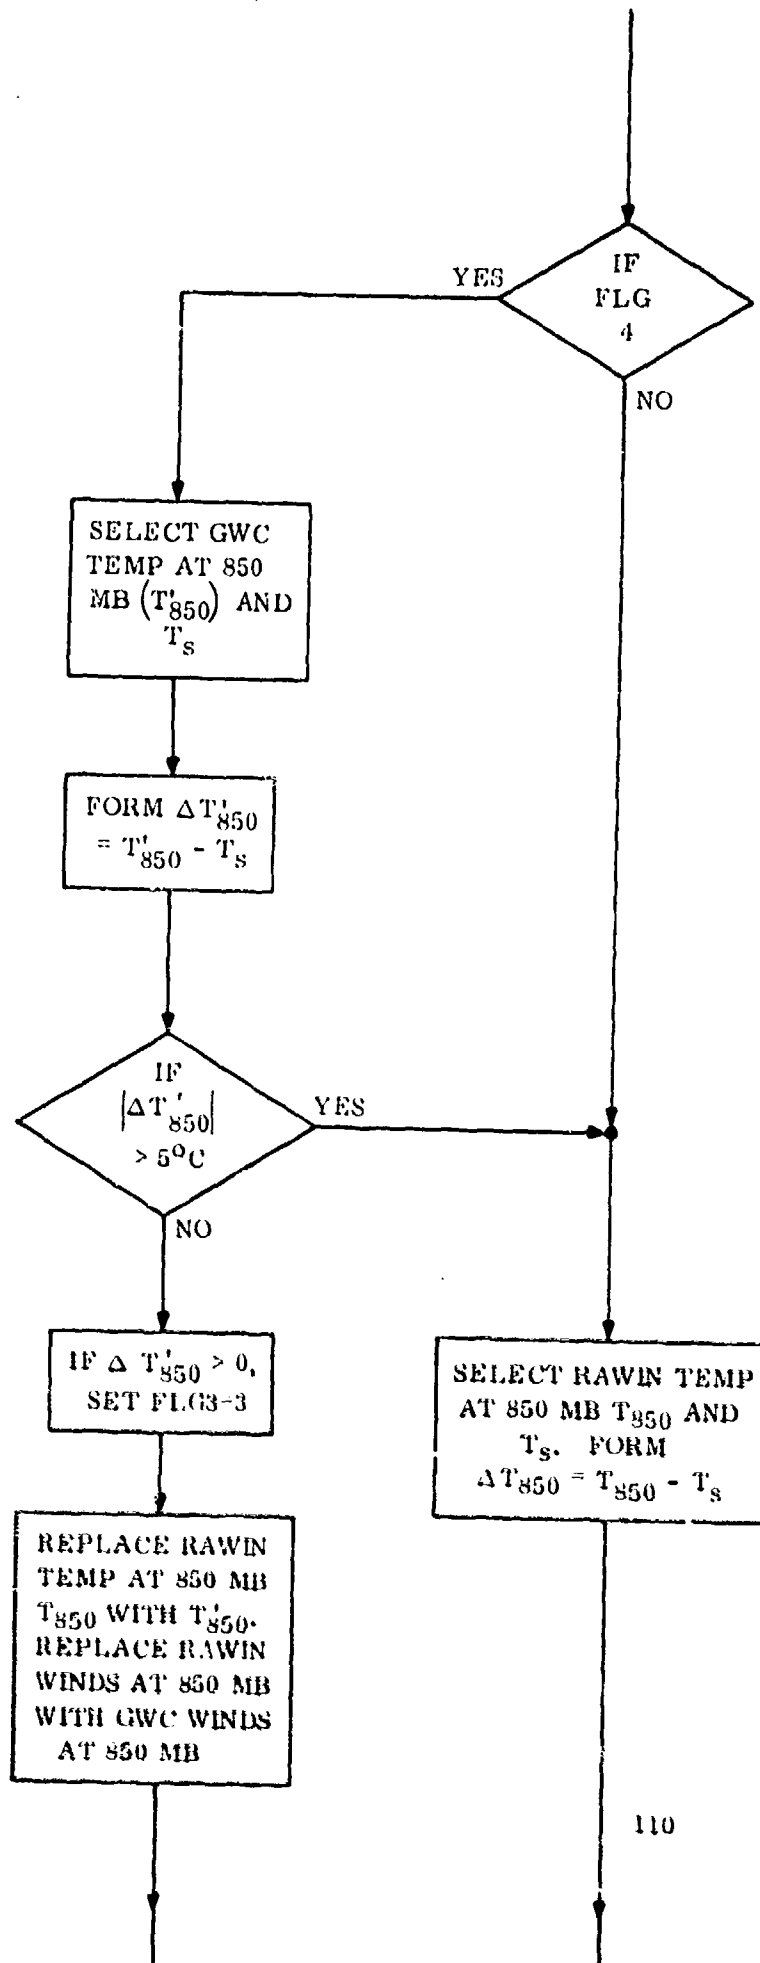 IF
FLG
4
YES
NO
SELECT GWC
TEMP AT 850
MB (T'850) AND
Ts
FORM ΔT'850
= T'850 - Ts
IF
|ΔT'850|
> 5°C
YES
NO
IF Δ T'850 > 0,
SET FLG3=3
REPLACE RAWIN
TEMP AT 850 MB
T850 WITH T'850.
REPLACE RAWIN
WINDS AT 850 MB
WITH GWC WINDS
AT 850 MB
SELECT RAWIN TEMP
AT 850 MB T850 AND
Ts. FORM
ΔT850 = T850 - Ts
110